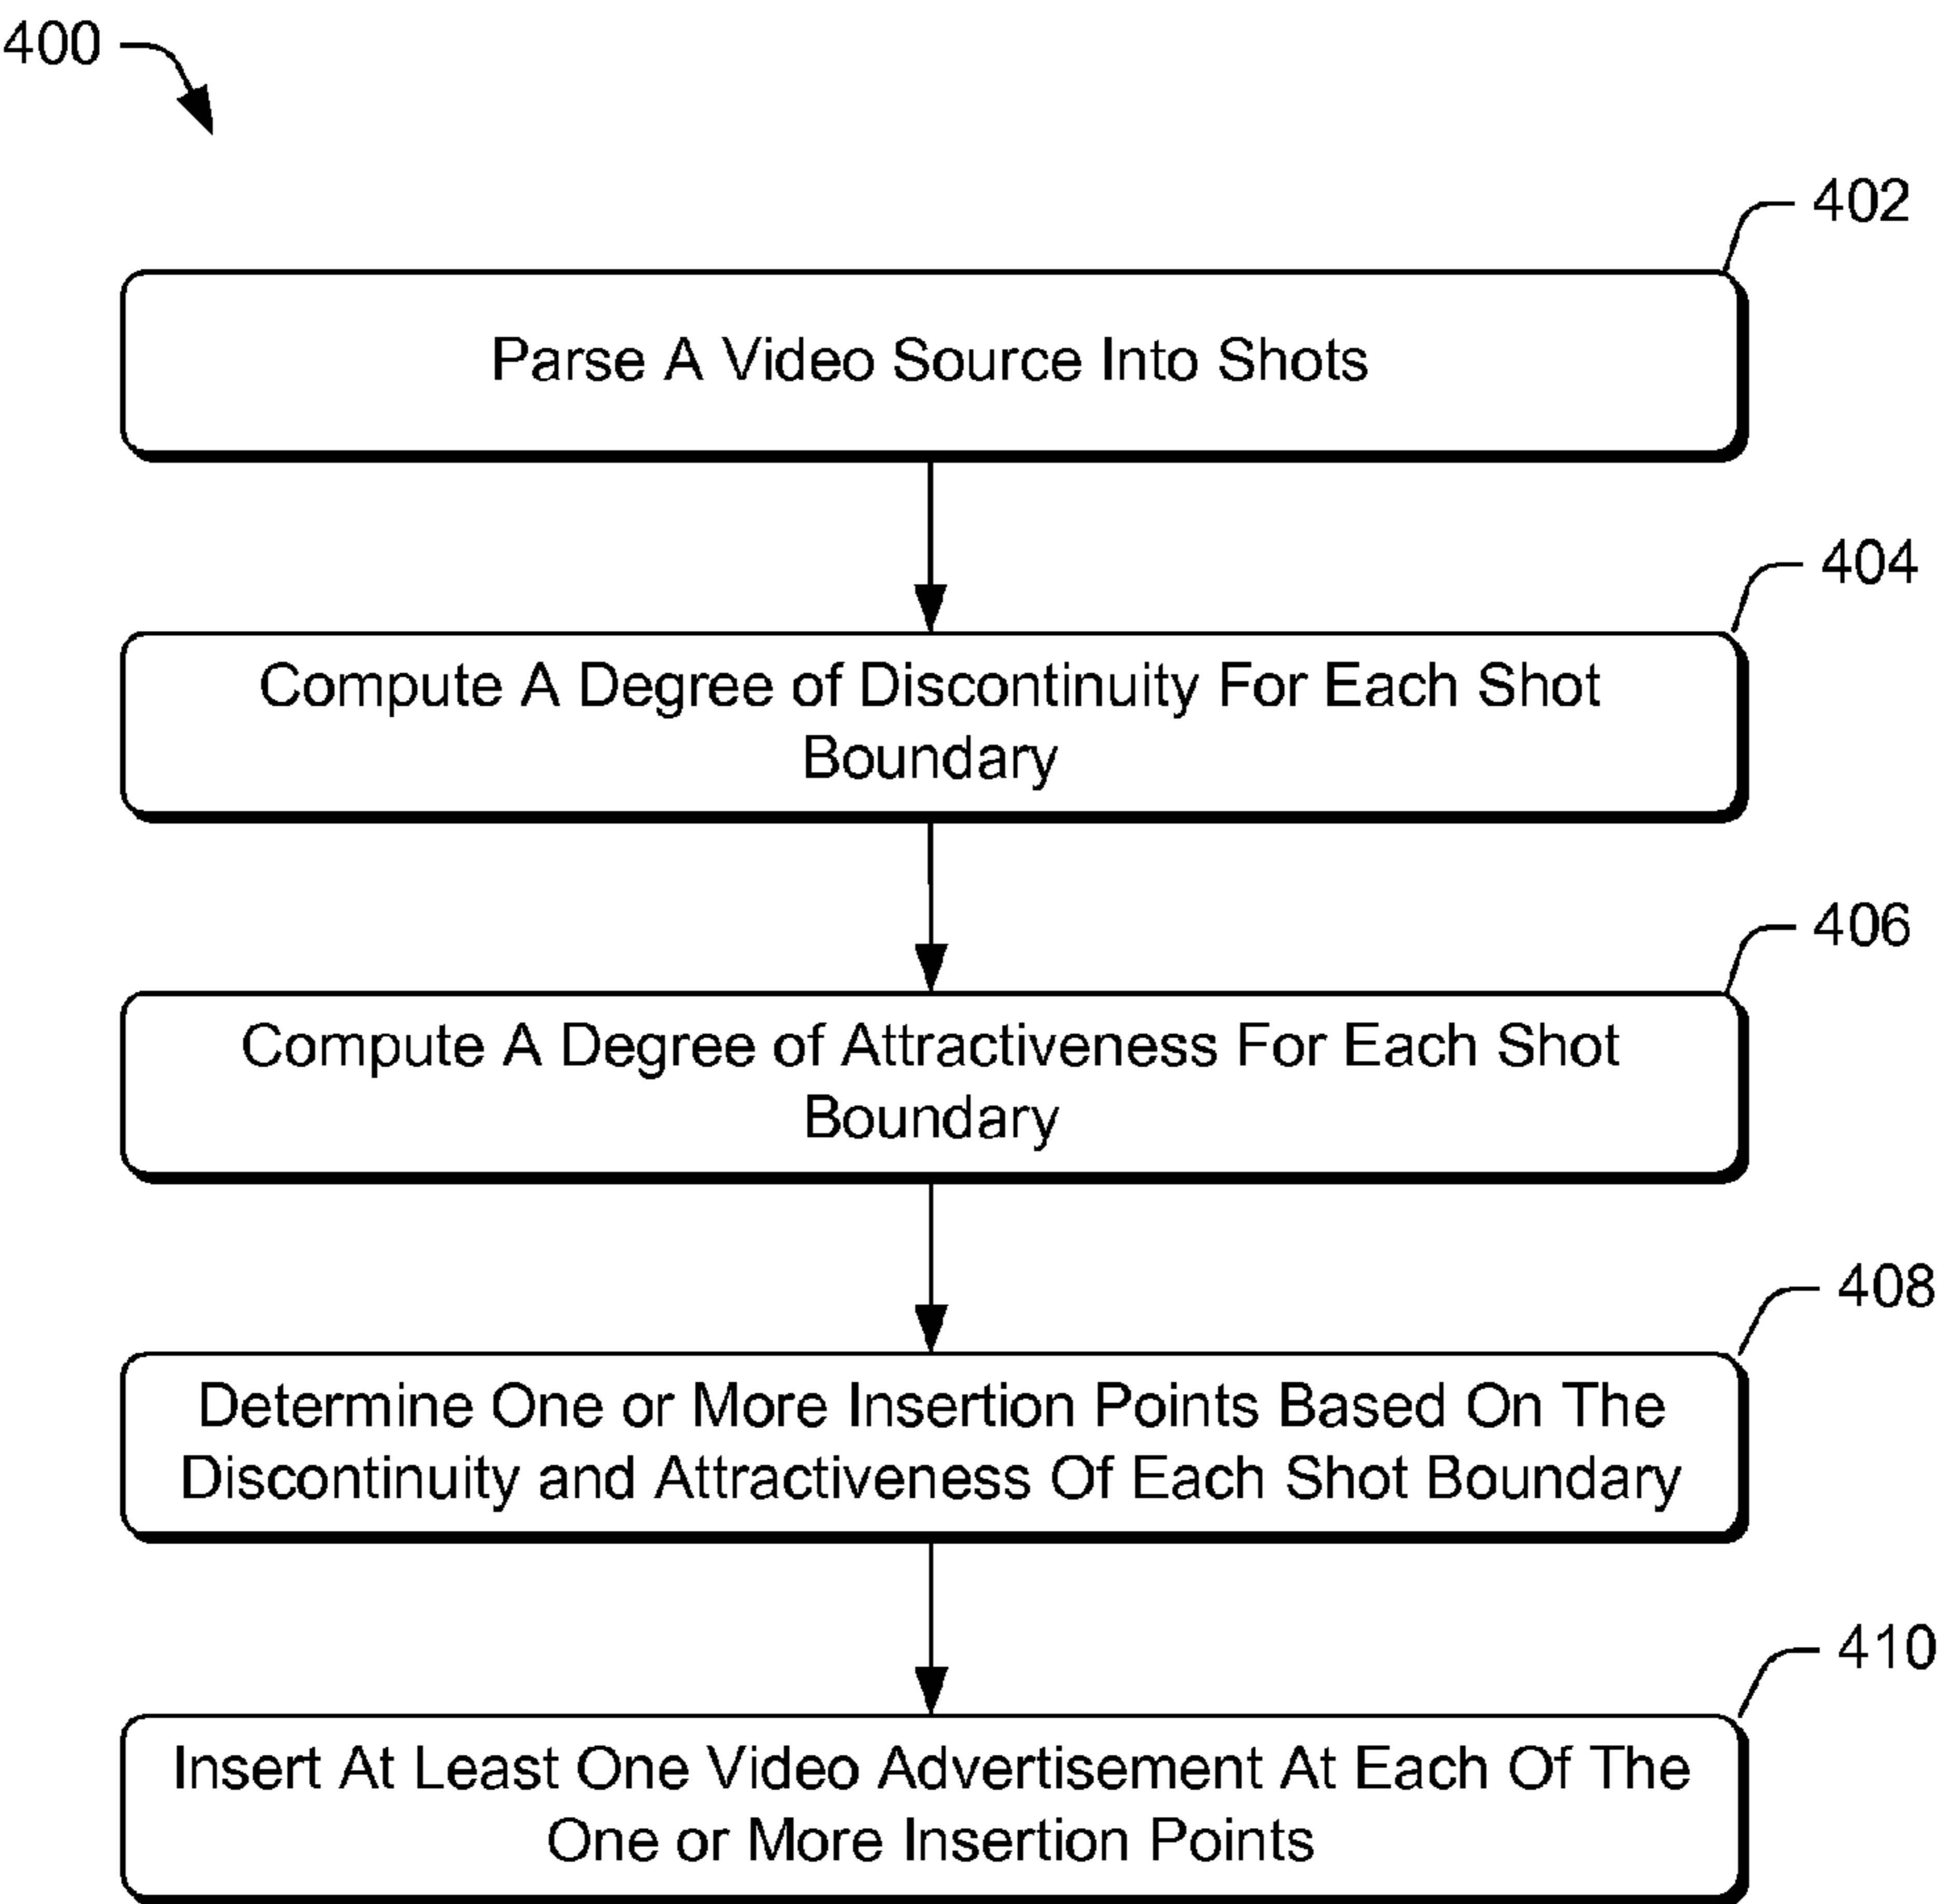 400
402
Parse A Video Source Into Shots
404
Compute A Degree of Discontinuity For Each Shot
Boundary
406
Compute A Degree of Attractiveness For Each Shot
Boundary
408
Determine One or More Insertion Points Based On The
Discontinuity and Attractiveness Of Each Shot Boundary
410
Insert At Least One Video Advertisement At Each Of The
One or More Insertion Points